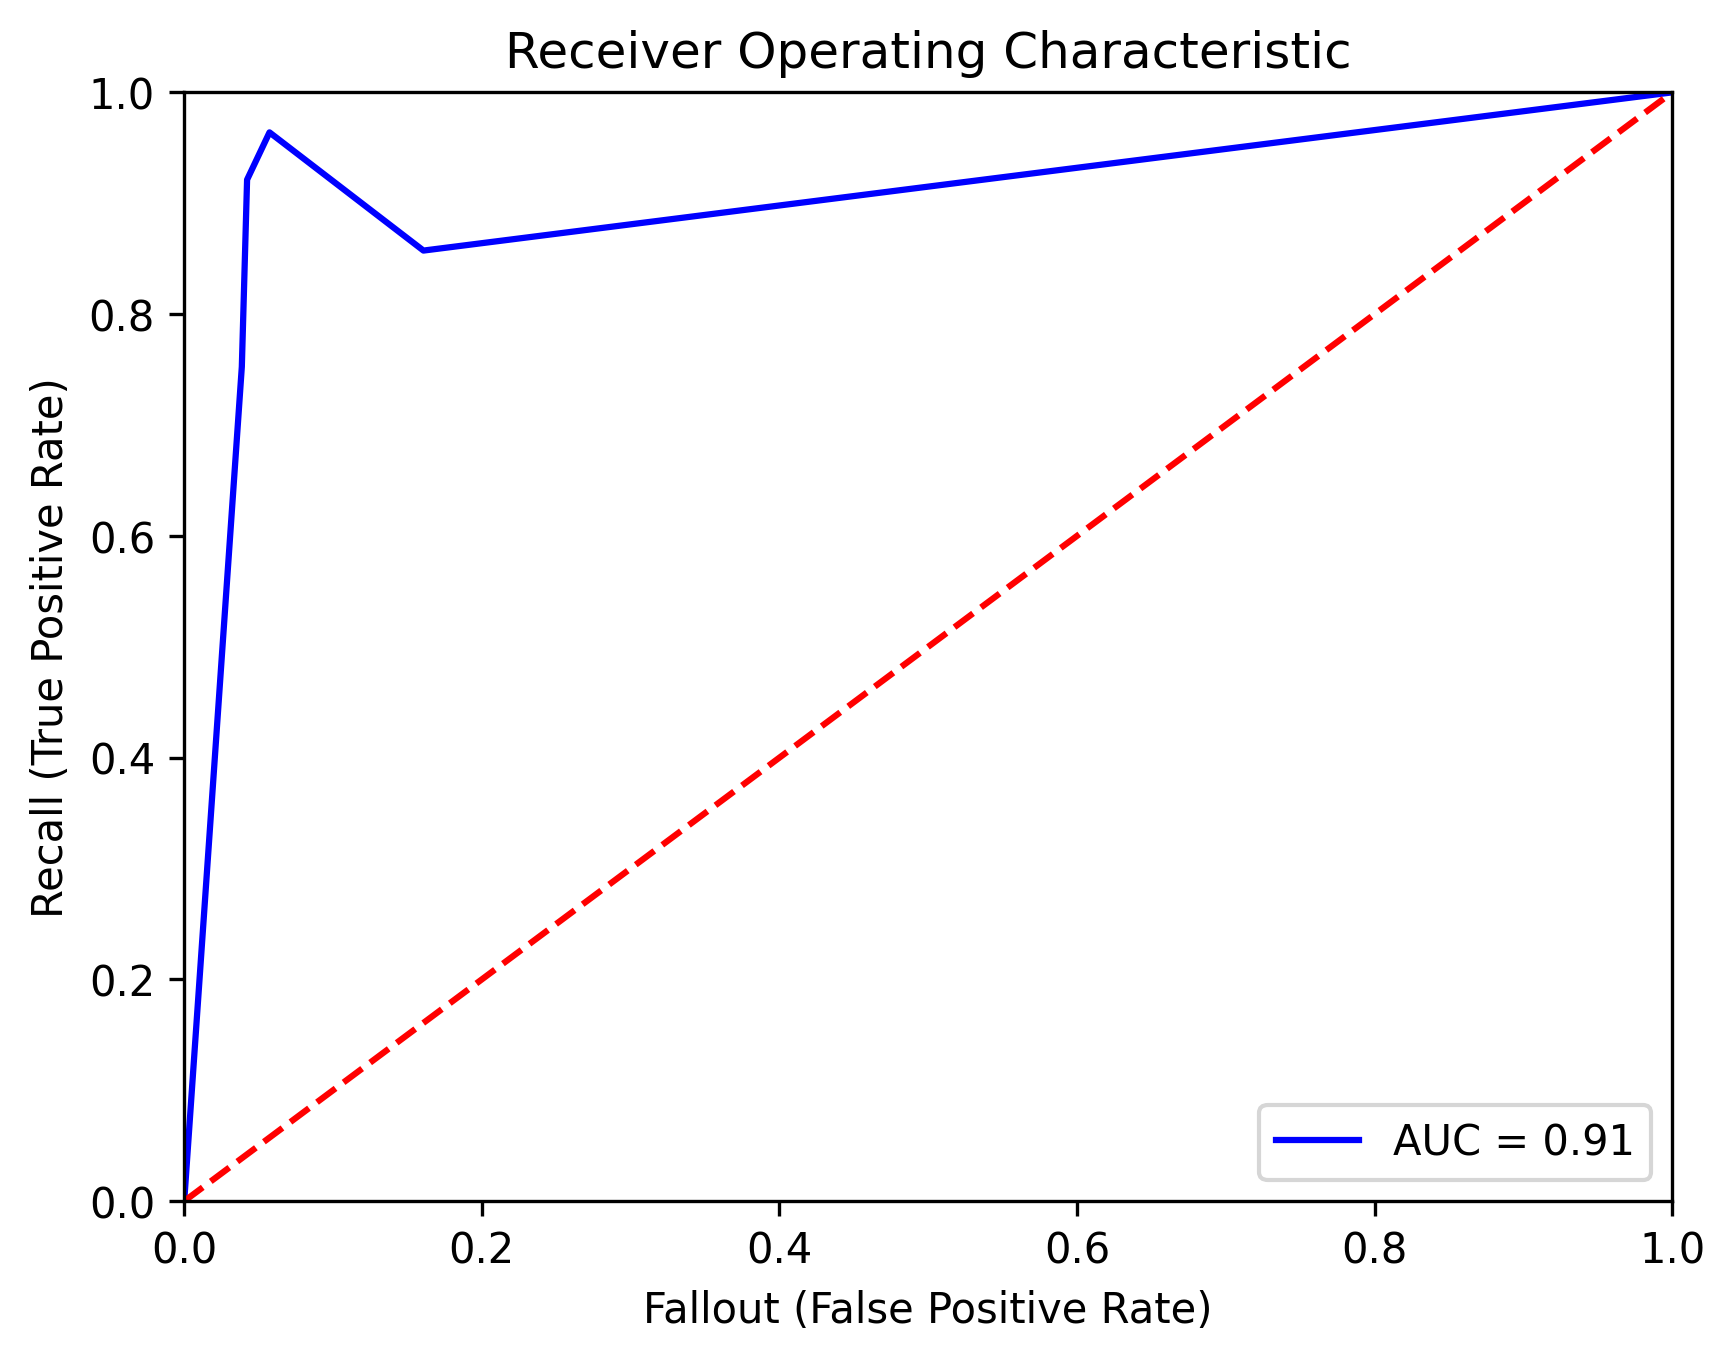 Receiver Operating Characteristic
1.0
0.8
0.6
0.4
0.2
0.0
Recall (True Positive Rate)
0.0 0.2 0.4 0.6 0.8 1.0
Fallout (False Positive Rate)
AUC = 0.91